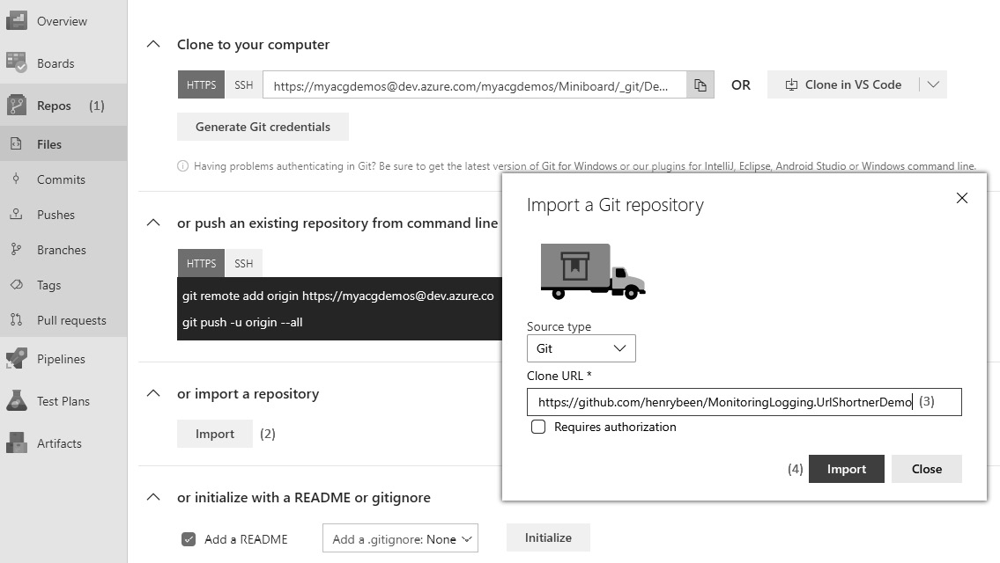 Overview
Boards
Repos (1)
Files
Commits
Pushes
Branches
Tags
Pull requests
Pipelines
Test Plans
Artifacts
Clone to your computer
HTTPS SSH https://myacgdemos@dev.azure.com/myacgdemos/Miniboard/_git/De... OR Clone in VS Code
Generate Git credentials
Having problems authenticating in Git? Be sure to get the latest version of Git for Windows or our plugins for IntelliJ, Eclipse, Android Studio or Windows command line.
or push an existing repository from command line
HTTPS SSH
git remote add origin https://myacgdemos@dev.azure.co
git push -u origin --all
or import a repository
Import (2)
or initialize with a README or gitignore
Add a README Add a .gitignore: None Initialize
Import a Git repository
Source type
Git
Clone URL *
https://github.com/henrybeen/MonitoringLogging.UrlShortnerDemo (3)
Requires authorization
(4) Import Close